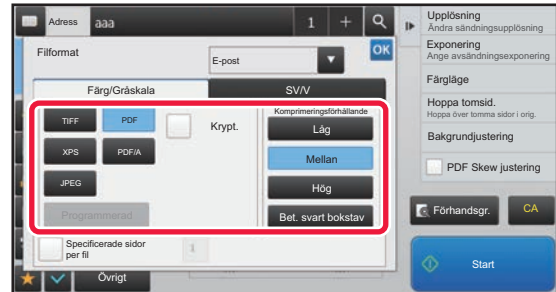 Adress
aaa
1
Filformat
E-post
OK
Färg/Gråskala
SV/V
TIFF
PDF
Krypt.
XPS
PDF/A
JPEG
Programmerad
Komprimeringsförhållande
Låg
Mellan
Hög
Bet. svart bokstav
Specificerade sidor
per fil
1
Övrigt
Upplösning
Ändra sändningsupplösning
Exponering
Ange avsändningsexponering
Färgläge
Hoppa tomsid.
Hoppa över tomma sidor i orig.
Bakgrundjustering
PDF Skew justering
Förhandsgr.
CA
Start